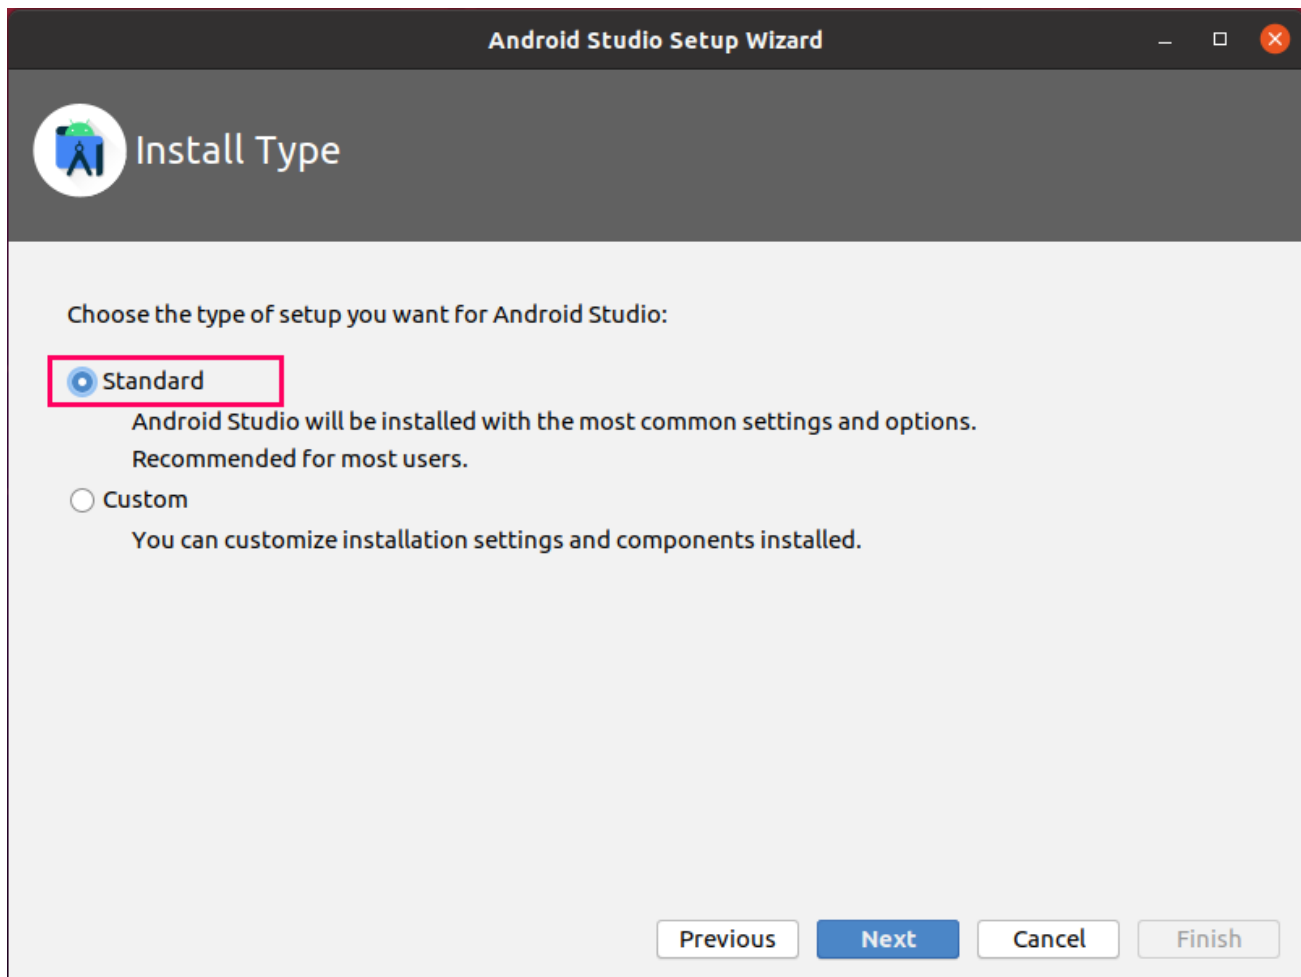 Android Studio Setup Wizard
Install Type
Choose the type of setup you want for Android Studio:
Standard
Android Studio will be installed with the most common settings and options.
Recommended for most users.
Custom
You can customize installation settings and components installed.
Previous Next Cancel Finish